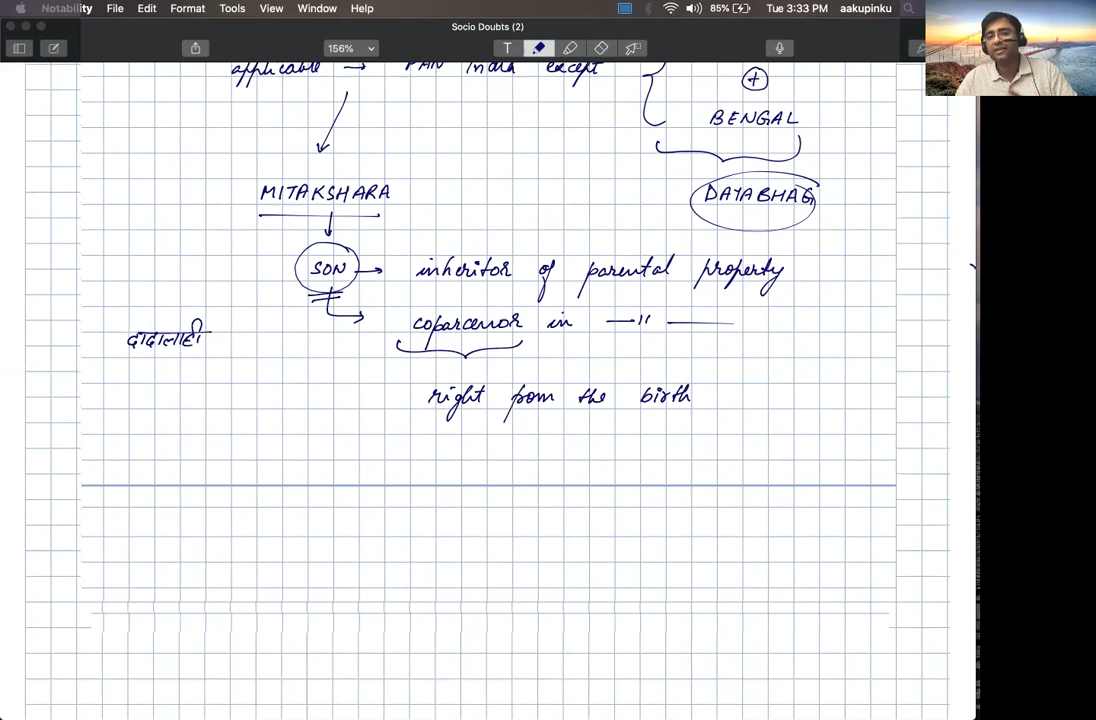 Notability File Edit Format Tools View Window Help 85% Tue 3:33 PM aakupinku
Socio Doubts (2)
156%
applicable → PAN India except
+
BENGAL
MITAKSHARA
DAYABHAG
SON → inheritor of parental property
coparcenor in —"—
दादालाही
right from the birth